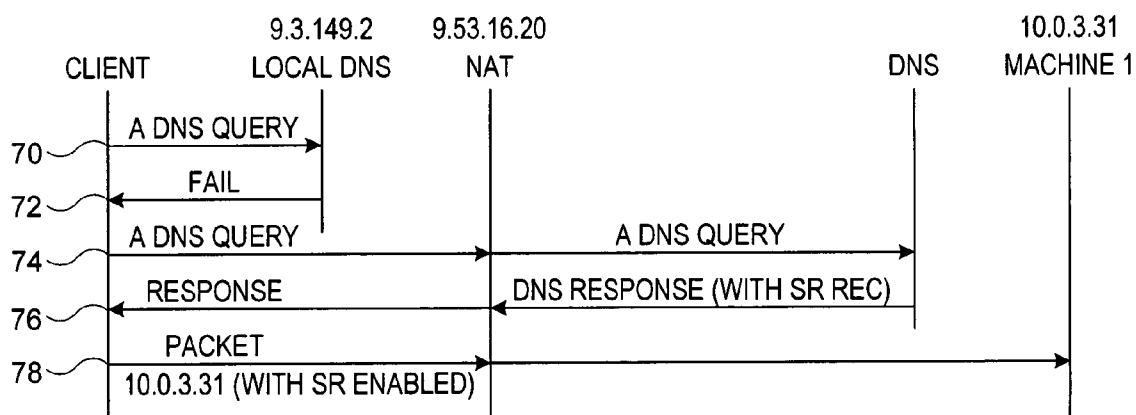 9.3.149.2 9.53.16.20 10.0.3.31
CLIENT LOCAL DNS NAT DNS MACHINE 1
70 A DNS QUERY
72 FAIL
74 A DNS QUERY A DNS QUERY
76 RESPONSE DNS RESPONSE (WITH SR REC)
78 PACKET
10.0.3.31 (WITH SR ENABLED)